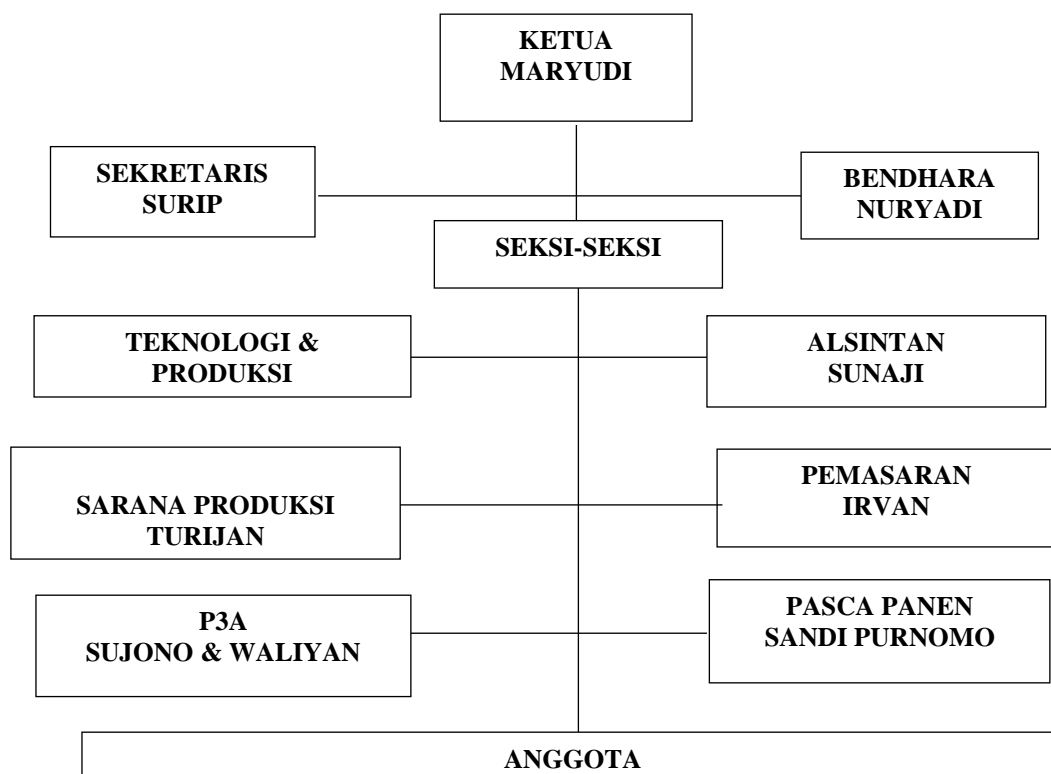 KETUA
MARYUDI
SEKRETARIS
SURIP
BENDHARA
NURYADI
SEKSI-SEKSI
TEKNOLOGI &
PRODUKSI
ALSINTAN
SUNAJI
SARANA PRODUKSI
TURIJAN
PEMASARAN
IRVAN
P3A
SUJONO & WALIYAN
PASCA PANEN
SANDI PURNOMO
ANGGOTA